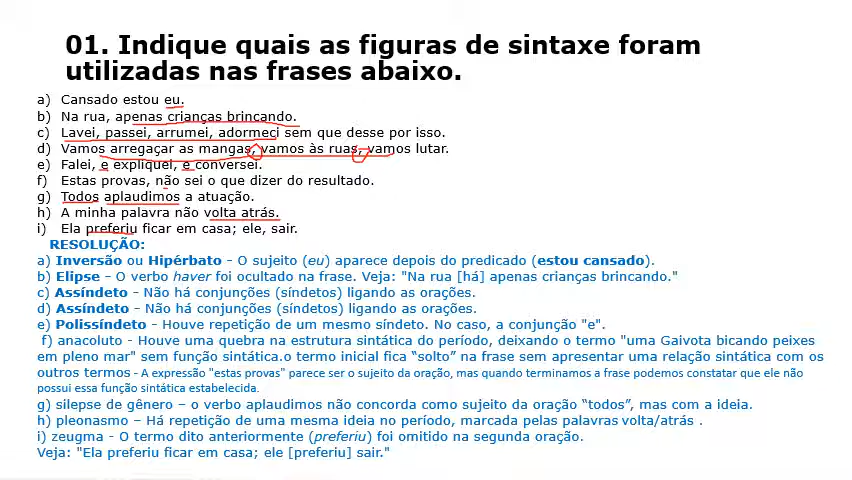 01. Indique quais as figuras de sintaxe foram
utilizadas nas frases abaixo.
a) Cansado estou eu.
b) Na rua, apenas crianças brincando.
c) Lavei, passei, arrumei, adormeci sem que desse por isso.
d) Vamos arregaçar as mangas, vamos às ruas, vamos lutar.
e) Falei, e expliquei, e conversei.
f) Estas provas, não sei o que dizer do resultado.
g) Todos aplaudimos a atuação.
h) A minha palavra não volta atrás.
i) Ela preferiu ficar em casa; ele, sair.
RESOLUÇÃO:
a) Inversão ou Hipérbato - O sujeito (eu) aparece depois do predicado (estou cansado).
b) Elipse - O verbo haver foi ocultado na frase. Veja: "Na rua [há] apenas crianças brincando."
c) Assíndeto - Não há conjunções (síndetos) ligando as orações.
d) Assíndeto - Não há conjunções (síndetos) ligando as orações.
e) Polissíndeto - Houve repetição de um mesmo síndeto. No caso, a conjunção "e".
f) anacoluto - Houve uma quebra na estrutura sintática do período, deixando o termo "uma Gaivota bicando peixes
em pleno mar" sem função sintática.o termo inicial fica “solto” na frase sem apresentar uma relação sintática com os
outros termos - A expressão "estas provas" parece ser o sujeito da oração, mas quando terminamos a frase podemos constatar que ele não
possui essa função sintática estabelecida.
g) silepse de gênero – o verbo aplaudimos não concorda como sujeito da oração “todos”, mas com a ideia.
h) pleonasmo – Há repetição de uma mesma ideia no período, marcada pelas palavras volta/atrás .
i) zeugma - O termo dito anteriormente (preferiu) foi omitido na segunda oração.
Veja: "Ela preferiu ficar em casa; ele [preferiu] sair."